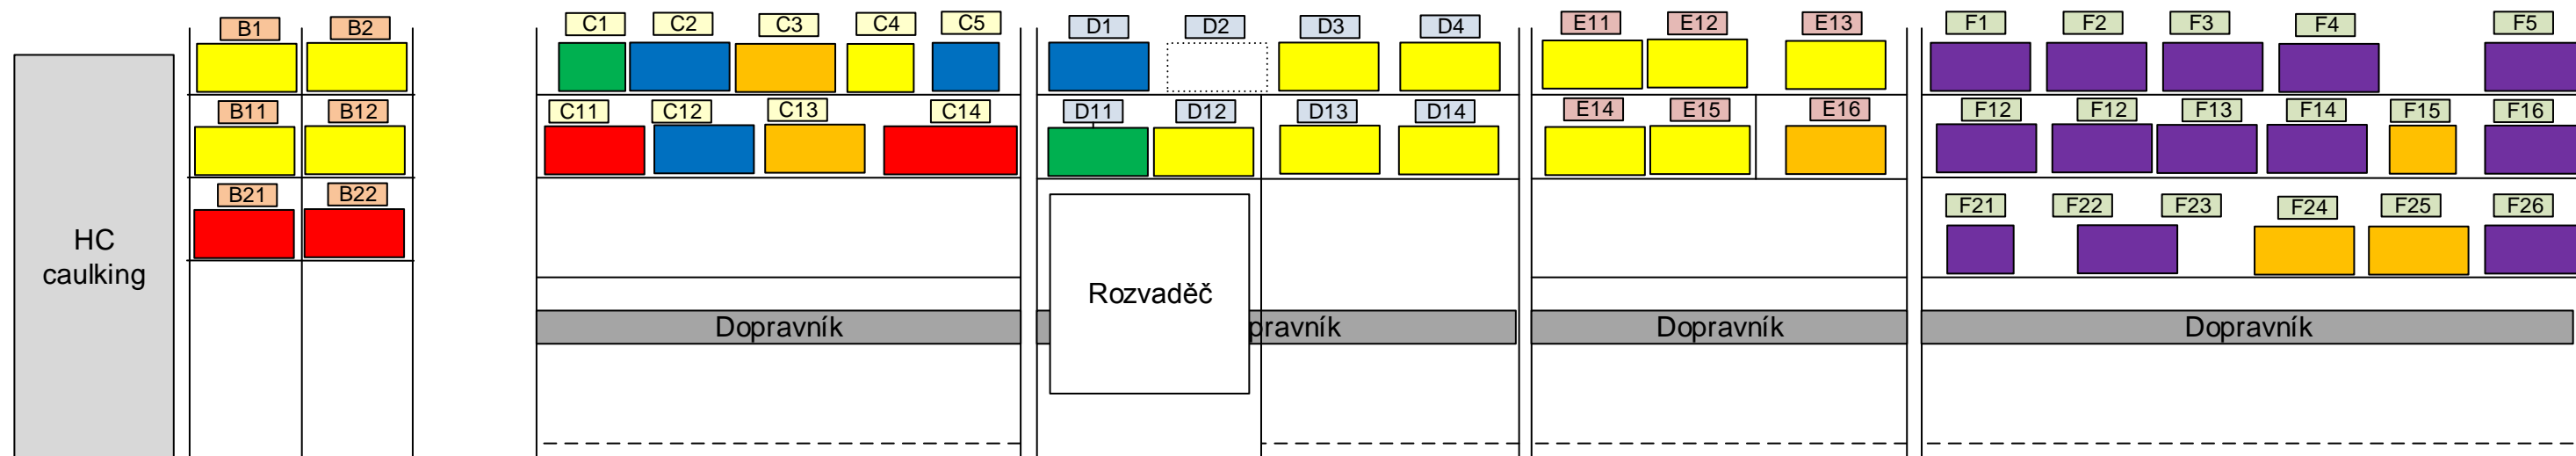 B1 B2 C1 C2 C3 C4 C5 D1 D2 D3 D4 E11 E12 E13 F1 F2 F3 F4 F5
B11 B12 C11 C12 C13 C14 D11 D12 D13 D14 E14 E15 E16 F12 F12 F13 F14 F15 F16
B21 B22 F21 F22 F23 F24 F25 F26
HC
caulking
Rozvaděč
Dopravník pravník Dopravník Dopravník